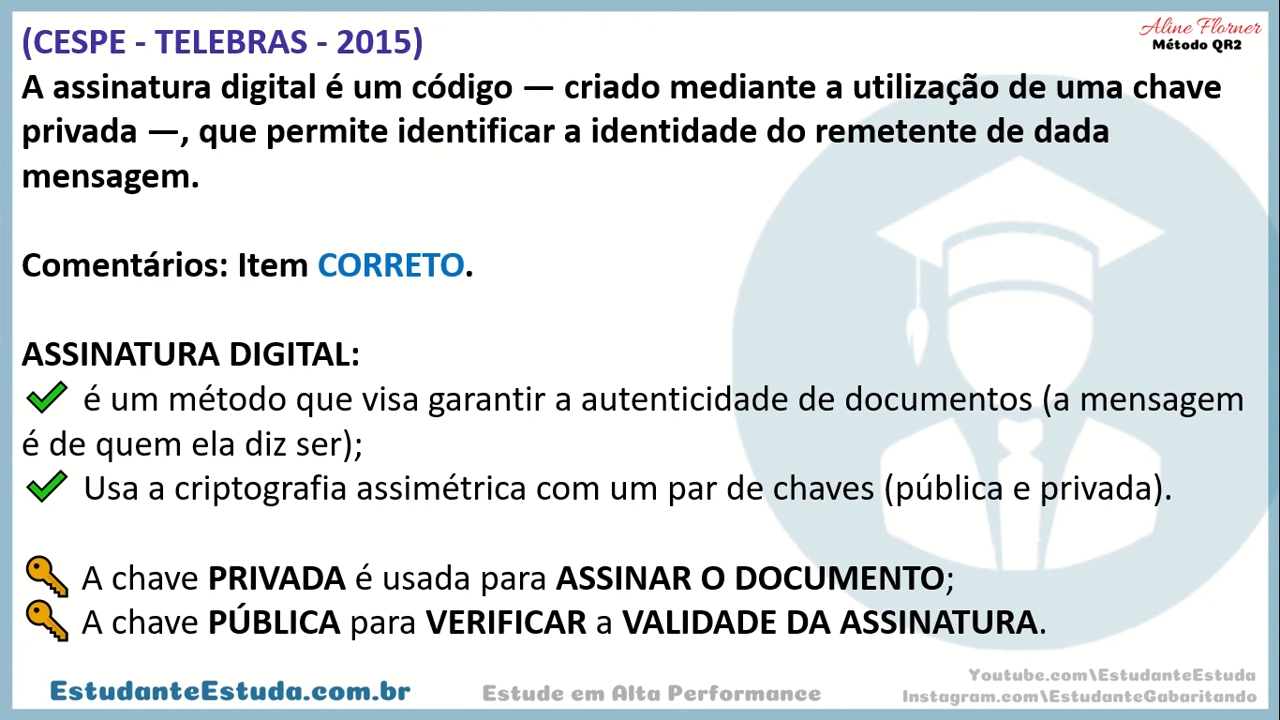 (CESPE - TELEBRAS - 2015)
Aline Florner
Método QR2
A assinatura digital é um código — criado mediante a utilização de uma chave
privada —, que permite identificar a identidade do remetente de dada
mensagem.
Comentários: Item CORRETO.
ASSINATURA DIGITAL:
✔ é um método que visa garantir a autenticidade de documentos (a mensagem
é de quem ela diz ser);
✔ Usa a criptografia assimétrica com um par de chaves (pública e privada).
🔑 A chave PRIVADA é usada para ASSINAR O DOCUMENTO;
🔑 A chave PÚBLICA para VERIFICAR a VALIDADE DA ASSINATURA.
EstudanteEstuda.com.br
Estude em Alta Performance
Youtube.com\EstudanteEstuda
Instagram.com\EstudanteGabaritando